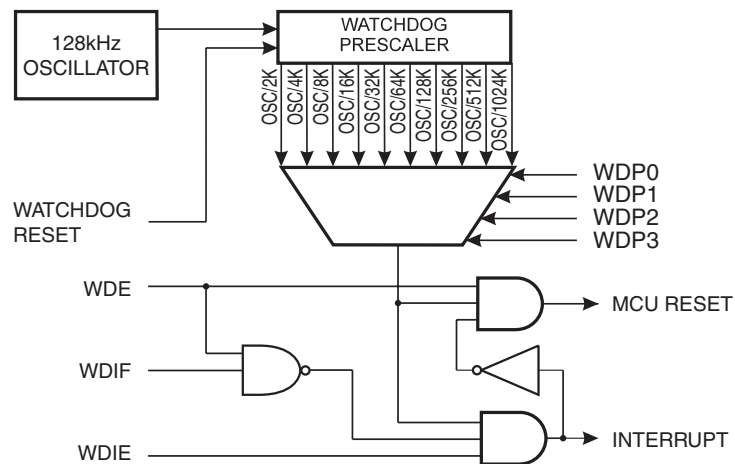 128kHz
OSCILLATOR
WATCHDOG
PRESCALER
OSC/2K
OSC/4K
OSC/8K
OSC/16K
OSC/32K
OSC/64K
OSC/128K
OSC/256K
OSC/512K
OSC/1024K
WATCHDOG
RESET
WDP0
WDP1
WDP2
WDP3
WDE
MCU RESET
WDIF
INTERRUPT
WDIE